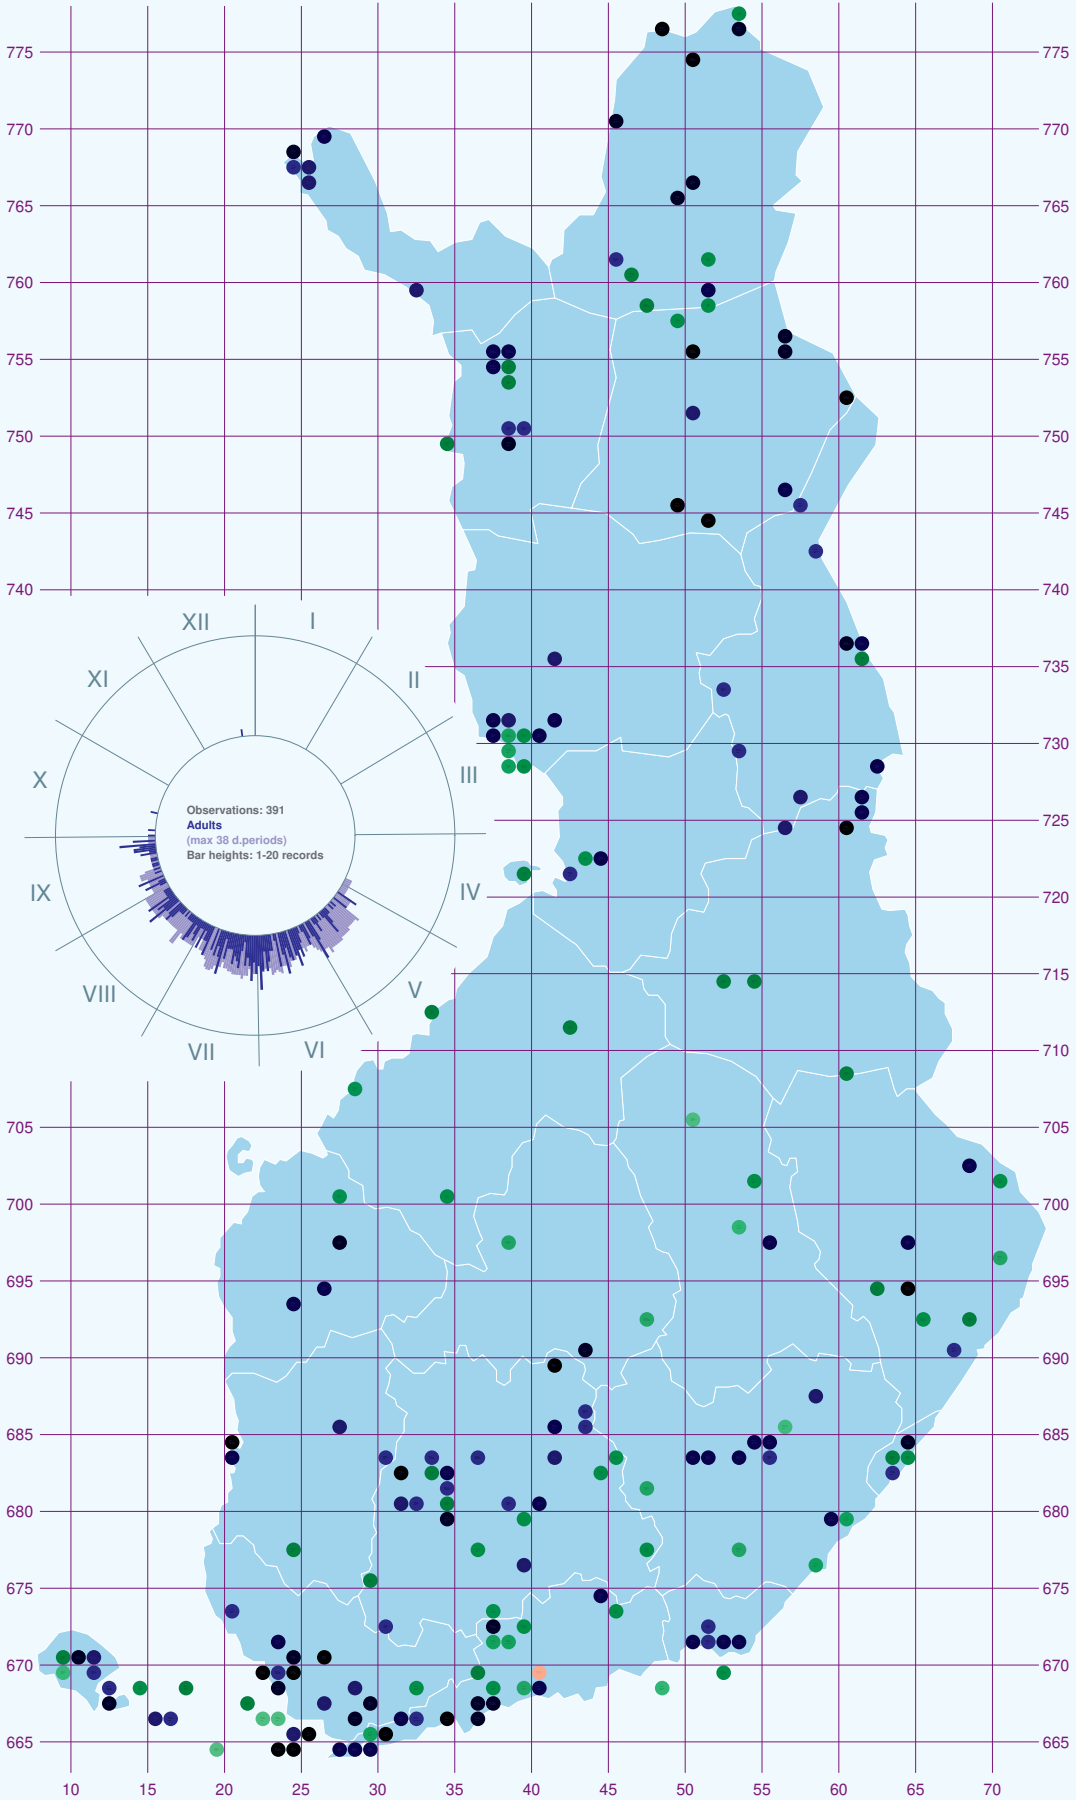 775 775
770 770
765 765
760 760
755 755
750 750
745 745
740 740
XII I
XI II
735
730
X III
Observations: 391
Adults
(max 38 d.periods)
Bar heights: 1-20 records
725
IX IV
720
VIII V
715
VII VI
710
705 705
700 700
695 695
690 690
685 685
680 680
675 675
670 670
665 665
10 15 20 25 30 35 40 45 50 55 60 65 70